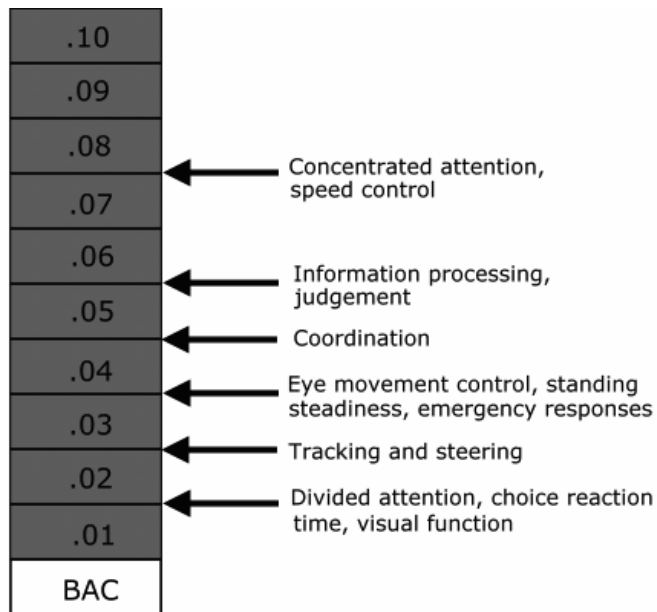 .10
.09
.08
Concentrated attention,
speed control
.07
.06
Information processing,
judgement
.05
Coordination
.04
Eye movement control, standing
steadiness, emergency responses
.03
Tracking and steering
.02
Divided attention, choice reaction
time, visual function
.01
BAC